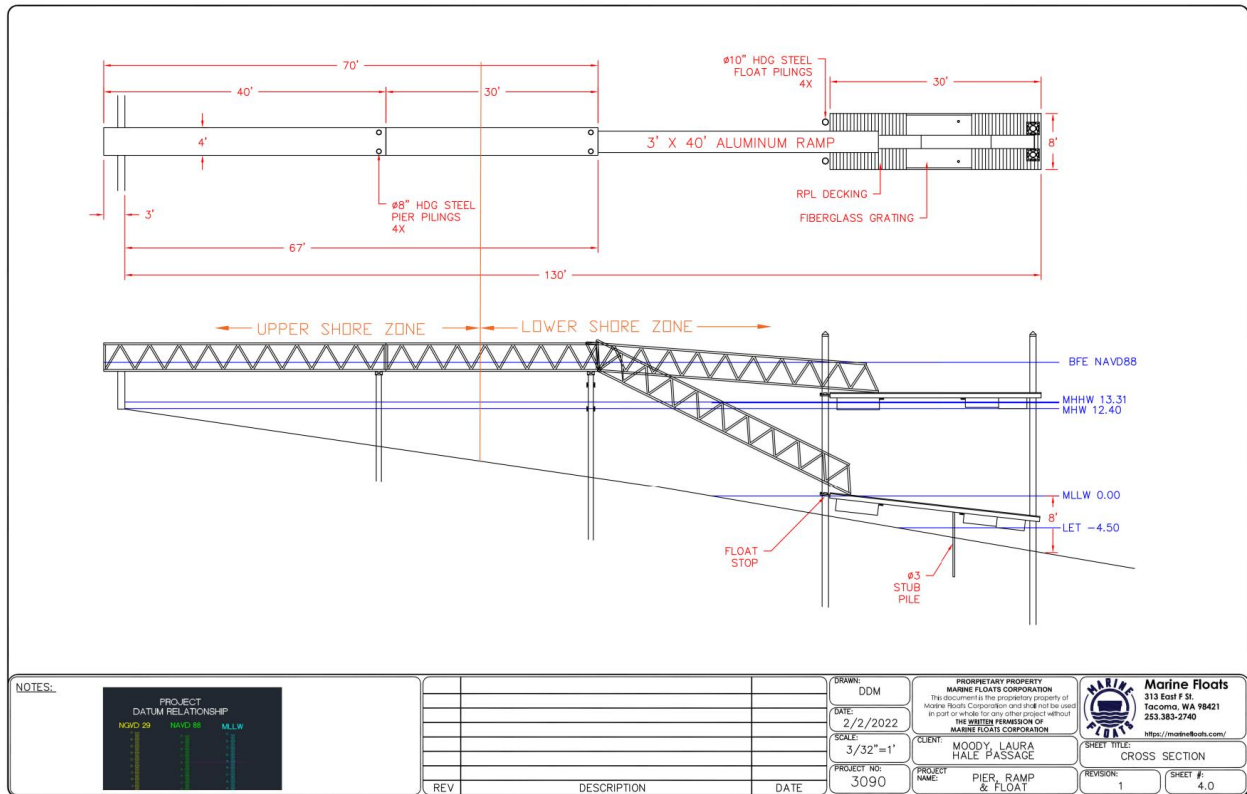 70'
40'
30'
4'
3'
67'
130'
ø8" HDG STEEL
PIER PILINGS
4X
3' X 40' ALUMINUM RAMP
ø10" HDG STEEL
FLOAT PILINGS
4X
30'
8'
RPL DECKING
FIBERGLASS GRATING
UPPER SHORE ZONE
LOWER SHORE ZONE
BFE NAVD88
MHHW 13.31
MHW 12.40
MLLW 0.00
8'
LET -4.50
FLOAT
STOP
ø3
STUB
PILE
NOTES:
PROJECT
DATUM RELATIONSHIP
NGVD 29 NAVD 88 MLLW
REV DESCRIPTION DATE
DRAWN:
DDM
DATE:
2/2/2022
SCALE:
3/32"=1'
PROJECT NO:
3090
PROPRIETARY PROPERTY
MARINE FLOATS CORPORATION
This document is the proprietary property of
Marine Floats Corporation and shall not be used
in part or whole for any other project without
THE WRITTEN PERMISSION OF
MARINE FLOATS CORPORATION
CLIENT: MOODY, LAURA
HALE PASSAGE
PROJECT
NAME: PIER, RAMP
& FLOAT
MARINE
FLOATS
Marine Floats
313 East F St.
Tacoma, WA 98421
253.383-2740
https://marinefloats.com/
SHEET TITLE:
CROSS SECTION
REVISION:
1
SHEET #:
4.0